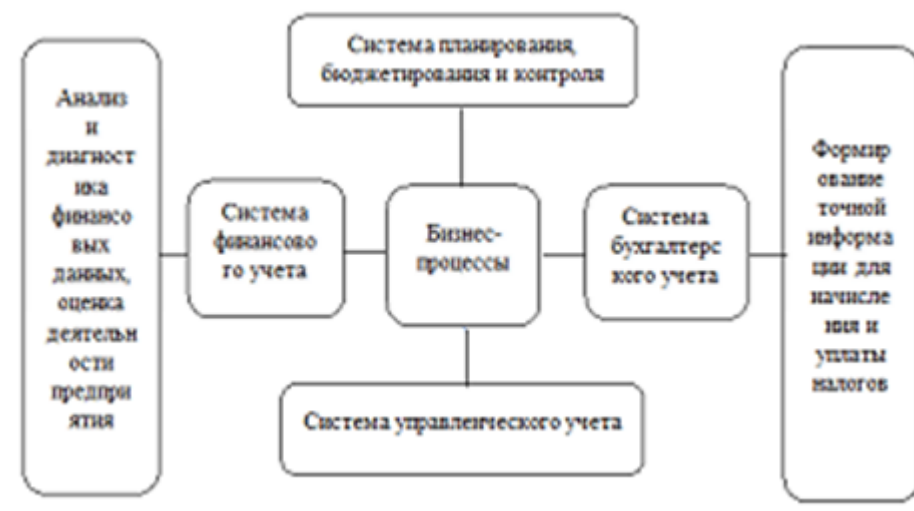 Система планирования,
бюджетирования и контроля
Анализ
и
диагност
ика
финансо
вых
данных,
оценка
деятельн
ости
предпри
ятия
Система
финансово
го учета
Бизнес-
процессы
Система
бухгалтерс
кого учета
Формир
ование
точной
информа
ции для
начисле
ния и
уплаты
налогов
Система управленческого учета